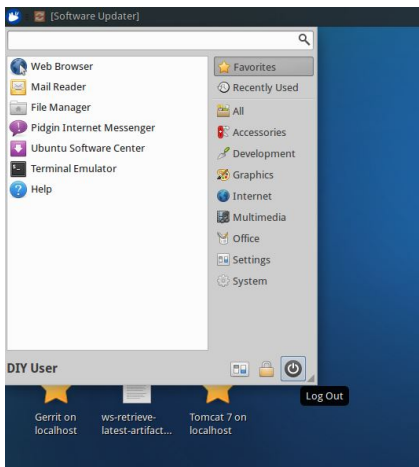 [Software Updater]
Web Browser
Mail Reader
File Manager
Pidgin Internet Messenger
Ubuntu Software Center
Terminal Emulator
Help
Favorites
Recently Used
All
Accessories
Development
Graphics
Internet
Multimedia
Office
Settings
System
DIY User
Log Out
Gerrit on
localhost
ws-retrieve-
latest-artifact...
Tomcat 7 on
localhost